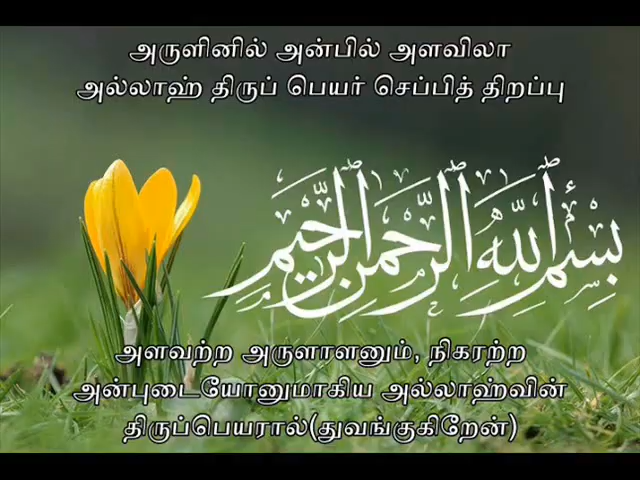 அருளினில் அன்பில் அளவிலா
அல்லாஹ் திருப் பெயர் செப்பித் திறப்பு
بِسْمِ اللَّهِ الرَّحْمَنِ الرَّحِيمِ
அளவற்ற அருளாளனும், நிகரற்ற
அன்புடையோனுமாகிய அல்லாஹ்வின்
திருப்பெயரால்(துவங்குகிறேன்)